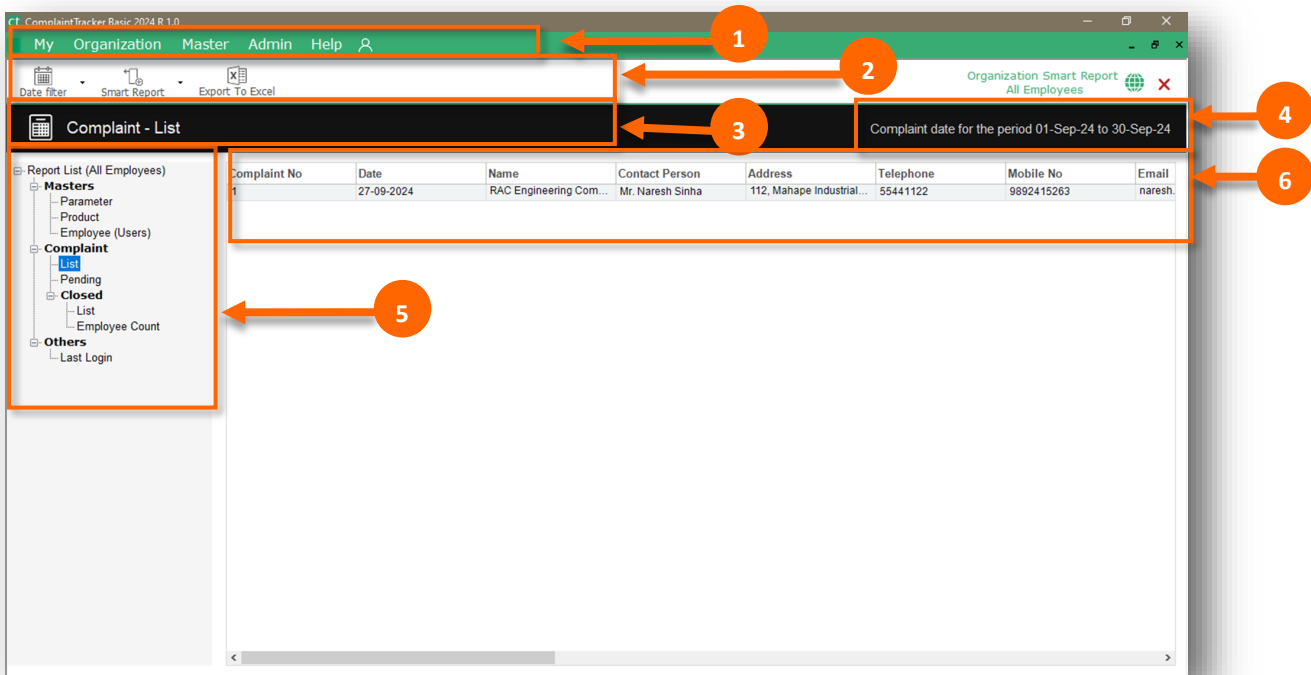 ct ComplaintTracker Basic 2024 R 1.0
My Organization Master Admin Help
1
Date filter Smart Report Export To Excel
2
Organization Smart Report
All Employees
Complaint - List
3
Complaint date for the period 01-Sep-24 to 30-Sep-24
4
Report List (All Employees)
Masters
Parameter
Product
Employee (Users)
Complaint
List
Pending
Closed
List
Employee Count
Others
Last Login
5
Complaint No Date Name Contact Person Address Telephone Mobile No Email
1 27-09-2024 RAC Engineering Com... Mr. Naresh Sinha 112, Mahape Industrial... 55441122 9892415263 naresh.
6